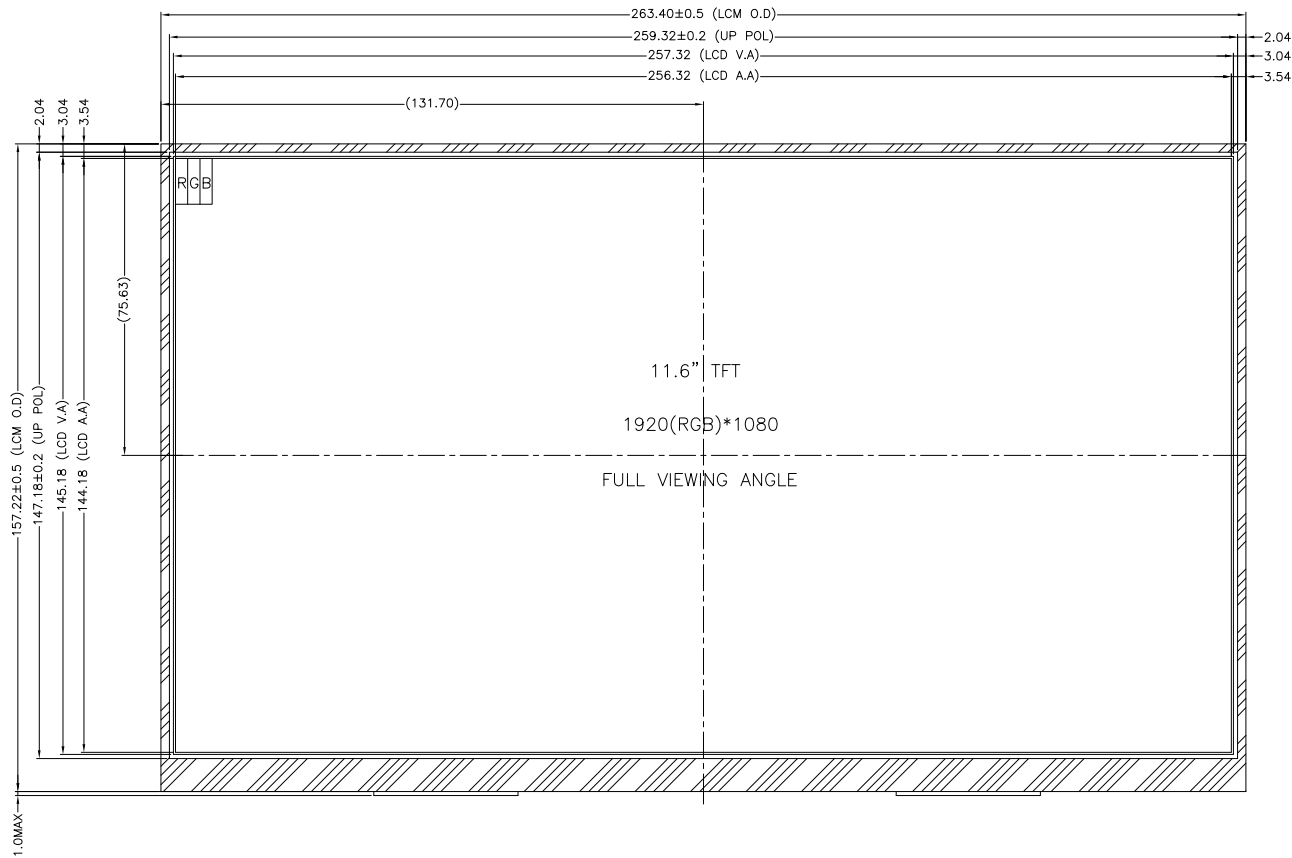 263.40±0.5 (LCM O.D)
259.32±0.2 (UP POL)
2.04
257.32 (LCD V.A)
3.04
256.32 (LCD A.A)
3.54
(131.70)
2.04
3.04
3.54
R G B
(75.63)
11.6" TFT
1920(RGB)*1080
FULL VIEWING ANGLE
157.22±0.5 (LCM O.D)
147.18±0.2 (UP POL)
145.18 (LCD V.A)
144.18 (LCD A.A)
1.0MAX